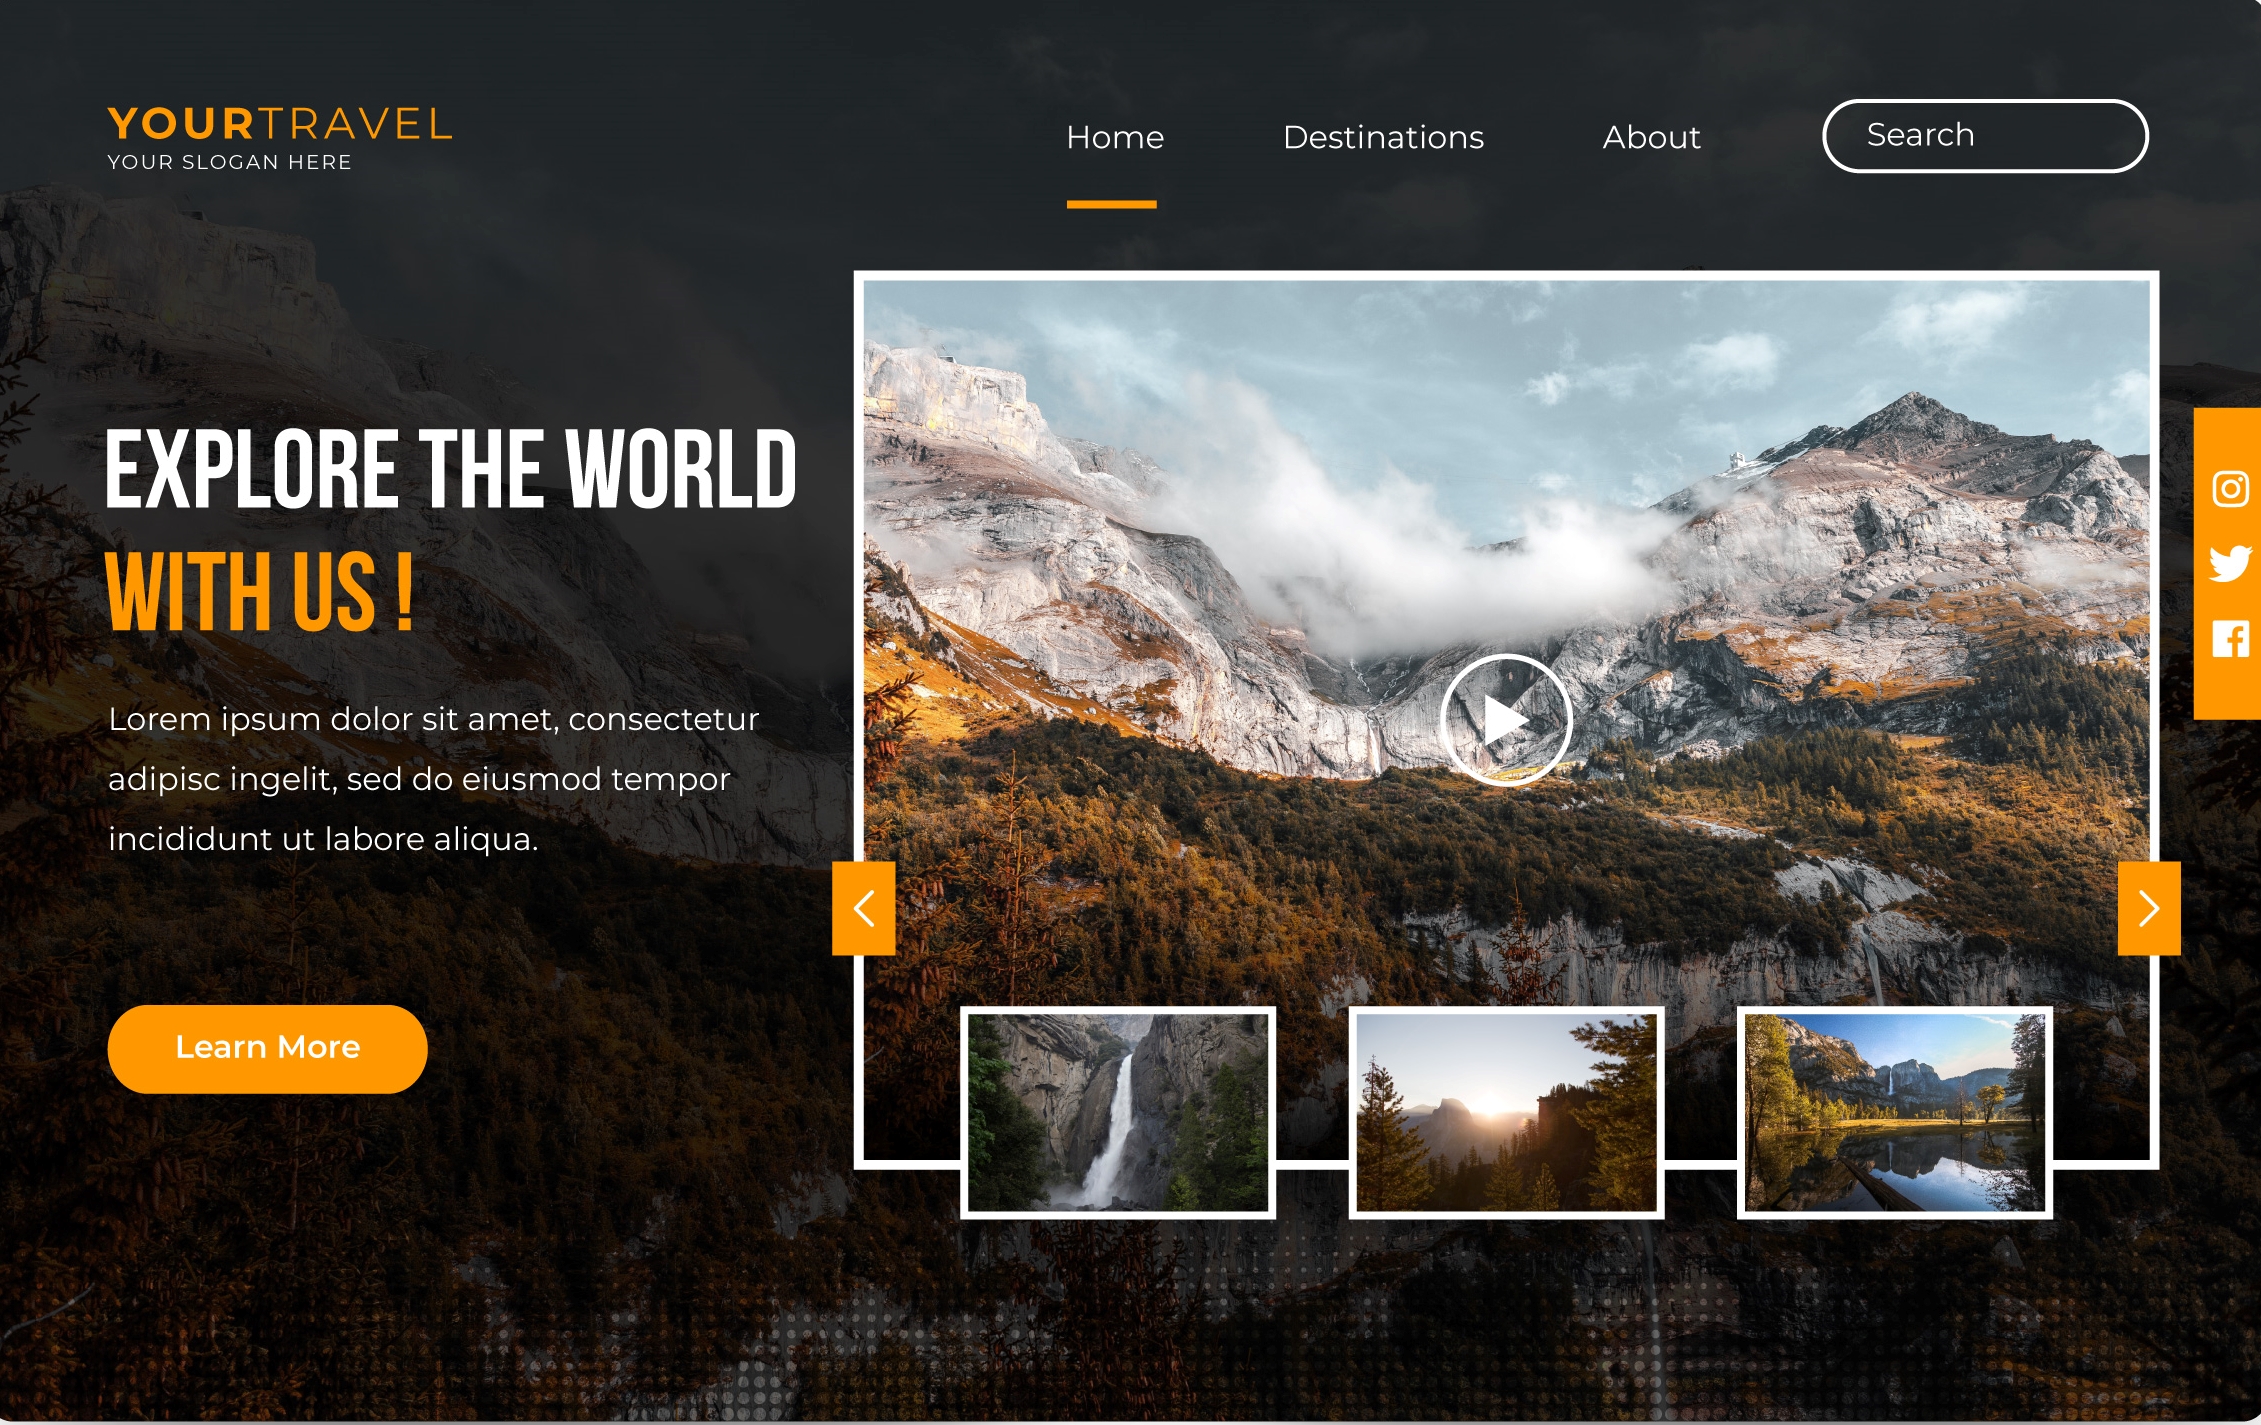 YOURTRAVEL
YOUR SLOGAN HERE
Home
Destinations
About
Search
EXPLORE THE WORLD
WITH US !
Lorem ipsum dolor sit amet, consectetur
adipisc ingelit, sed do eiusmod tempor
incididunt ut labore aliqua.
Learn More